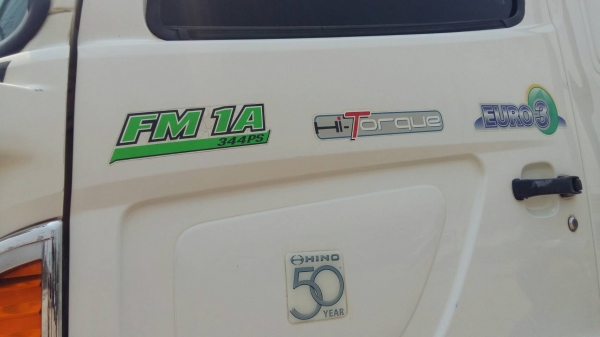 FM 1A
344PS
Hi-Torque
EURO 3
HINO
50
YEAR